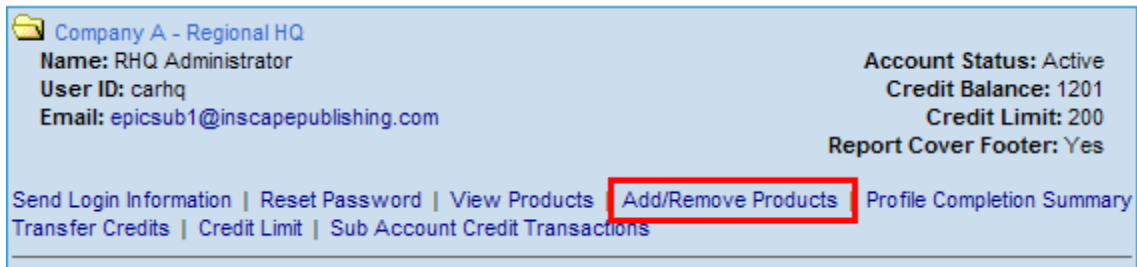 Company A - Regional HQ
Name: RHQ Administrator
Account Status: Active
User ID: carhq
Credit Balance: 1201
Email: epicsub1@inscapepublishing.com
Credit Limit: 200
Report Cover Footer: Yes
Send Login Information | Reset Password | View Products | Add/Remove Products | Profile Completion Summary
Transfer Credits | Credit Limit | Sub Account Credit Transactions